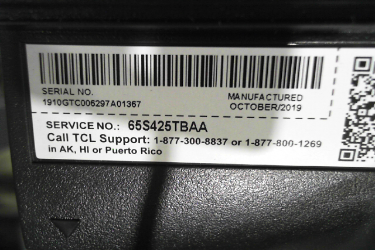 SERIAL NO.
1910GTC006297A01367
MANUFACTURED
OCTOBER/2019
SERVICE NO.: 65S425TBAA
Call TCL Support: 1-877-300-8837 or 1-877-800-1269
in AK, HI or Puerto Rico